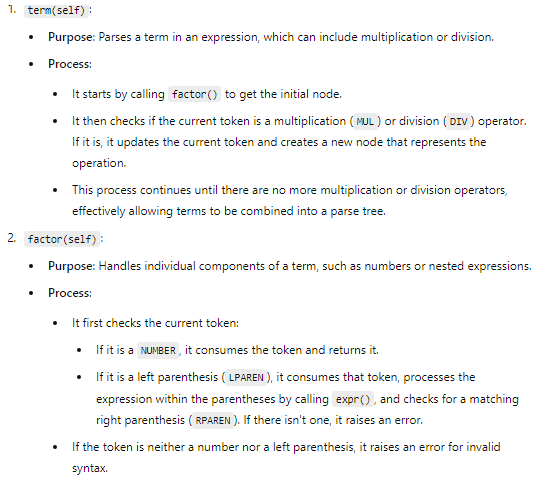 1. term(self):
• Purpose: Parses a term in an expression, which can include multiplication or division.
• Process:
• It starts by calling factor() to get the initial node.
• It then checks if the current token is a multiplication (MUL) or division (DIV) operator.
If it is, it updates the current token and creates a new node that represents the
operation.
• This process continues until there are no more multiplication or division operators,
effectively allowing terms to be combined into a parse tree.
2. factor(self):
• Purpose: Handles individual components of a term, such as numbers or nested expressions.
• Process:
• It first checks the current token:
• If it is a NUMBER, it consumes the token and returns it.
• If it is a left parenthesis (LPAREN), it consumes that token, processes the
expression within the parentheses by calling expr(), and checks for a matching
right parenthesis (RPAREN). If there isn't one, it raises an error.
• If the token is neither a number nor a left parenthesis, it raises an error for invalid
syntax.